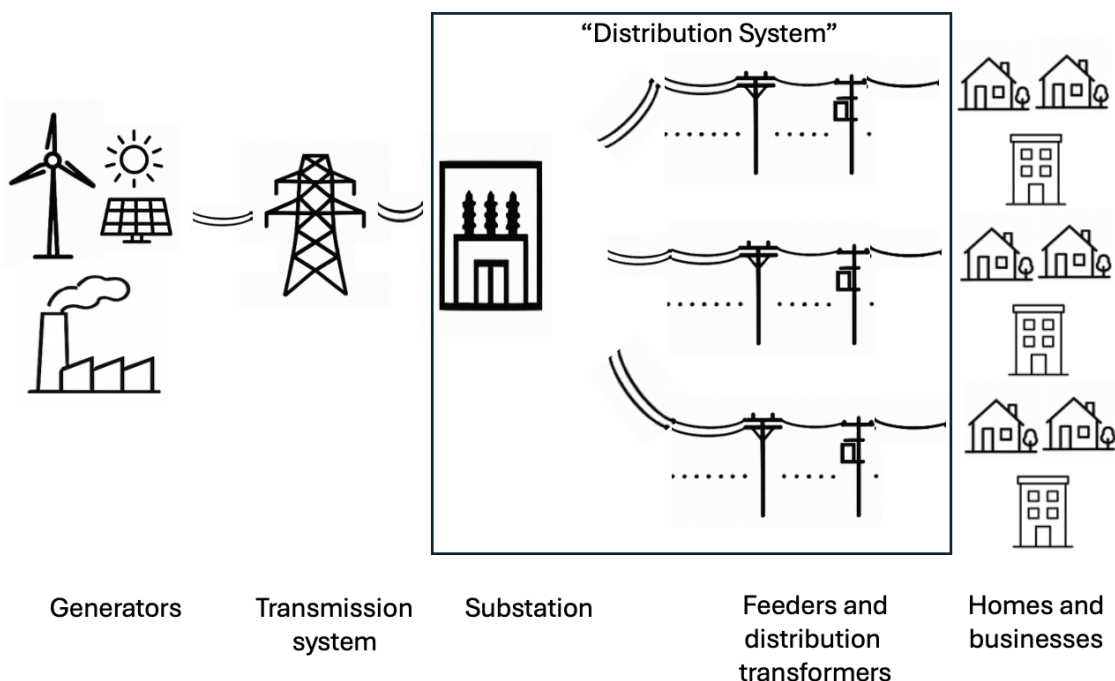 “Distribution System”
Generators
Transmission
system
Substation
Feeders and
distribution
transformers
Homes and
businesses